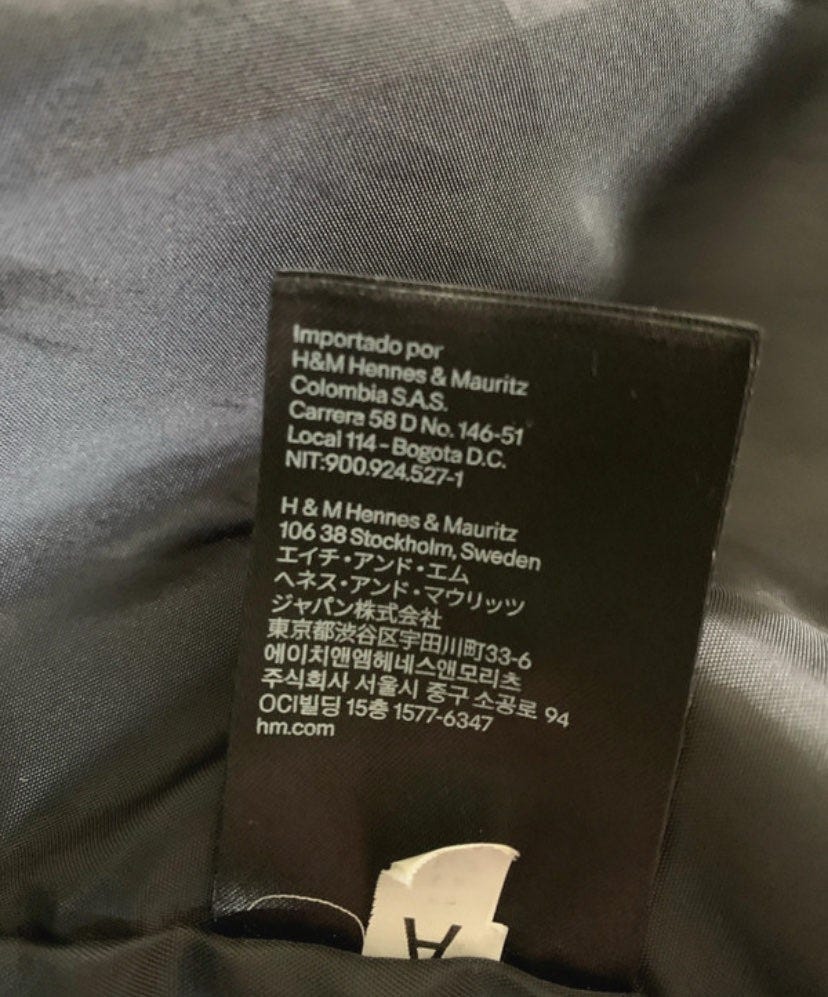 Importado por
H&M Hennes & Mauritz
Colombia S.A.S.
Carrera 58 D No. 146-51
Local 114 - Bogota D.C.
NIT:900.924.527-1
H & M Hennes & Mauritz
106 38 Stockholm, Sweden
エイチ・アンド・エム
ヘネス・アンド・マウリッツ
ジャパン株式会社
東京都渋谷区宇田川町33-6
에이치앤엠헤네스앤모리츠
주식회사 서울시 중구 소공로 94
OCI빌딩 15층 1577-6347
hm.com
A